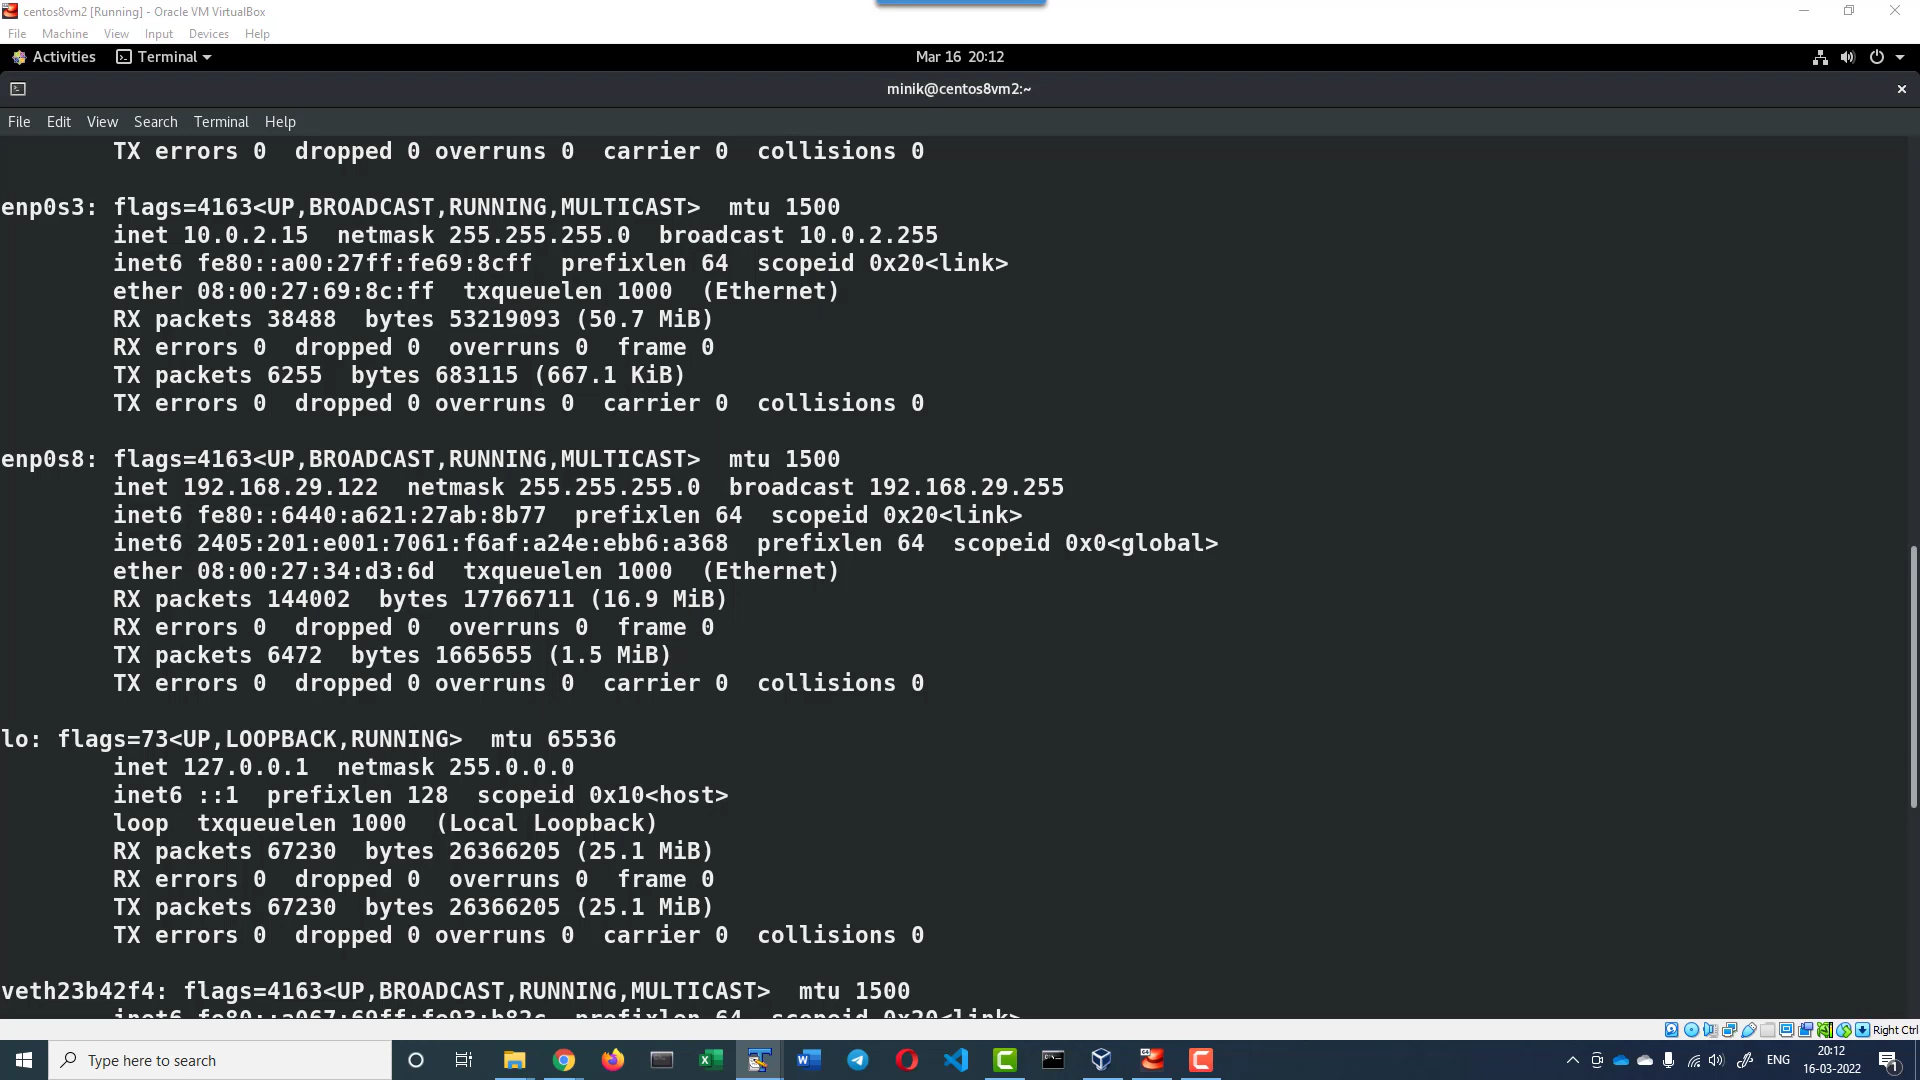 centos8vm2 [Running] - Oracle VM VirtualBox
File Machine View Input Devices Help
Activities Terminal Mar 16 20:12
minik@centos8vm2:~
File Edit View Search Terminal Help
TX errors 0 dropped 0 overruns 0 carrier 0 collisions 0
enp0s3: flags=4163<UP,BROADCAST,RUNNING,MULTICAST> mtu 1500
inet 10.0.2.15 netmask 255.255.255.0 broadcast 10.0.2.255
inet6 fe80::a00:27ff:fe69:8cff prefixlen 64 scopeid 0x20<link>
ether 08:00:27:69:8c:ff txqueuelen 1000 (Ethernet)
RX packets 38488 bytes 53219093 (50.7 MiB)
RX errors 0 dropped 0 overruns 0 frame 0
TX packets 6255 bytes 683115 (667.1 KiB)
TX errors 0 dropped 0 overruns 0 carrier 0 collisions 0
enp0s8: flags=4163<UP,BROADCAST,RUNNING,MULTICAST> mtu 1500
inet 192.168.29.122 netmask 255.255.255.0 broadcast 192.168.29.255
inet6 fe80::6440:a621:27ab:8b77 prefixlen 64 scopeid 0x20<link>
inet6 2405:201:e001:7061:f6af:a24e:ebb6:a368 prefixlen 64 scopeid 0x0<global>
ether 08:00:27:34:d3:6d txqueuelen 1000 (Ethernet)
RX packets 144002 bytes 17766711 (16.9 MiB)
RX errors 0 dropped 0 overruns 0 frame 0
TX packets 6472 bytes 1665655 (1.5 MiB)
TX errors 0 dropped 0 overruns 0 carrier 0 collisions 0
lo: flags=73<UP,LOOPBACK,RUNNING> mtu 65536
inet 127.0.0.1 netmask 255.0.0.0
inet6 ::1 prefixlen 128 scopeid 0x10<host>
loop txqueuelen 1000 (Local Loopback)
RX packets 67230 bytes 26366205 (25.1 MiB)
RX errors 0 dropped 0 overruns 0 frame 0
TX packets 67230 bytes 26366205 (25.1 MiB)
TX errors 0 dropped 0 overruns 0 carrier 0 collisions 0
veth23b42f4: flags=4163<UP,BROADCAST,RUNNING,MULTICAST> mtu 1500
inet6 fe80::a067:69ff:fe93:b82c prefixlen 64 scopeid 0x20<link>
Right Ctrl
Type here to search
ENG
20:12
16-03-2022
1